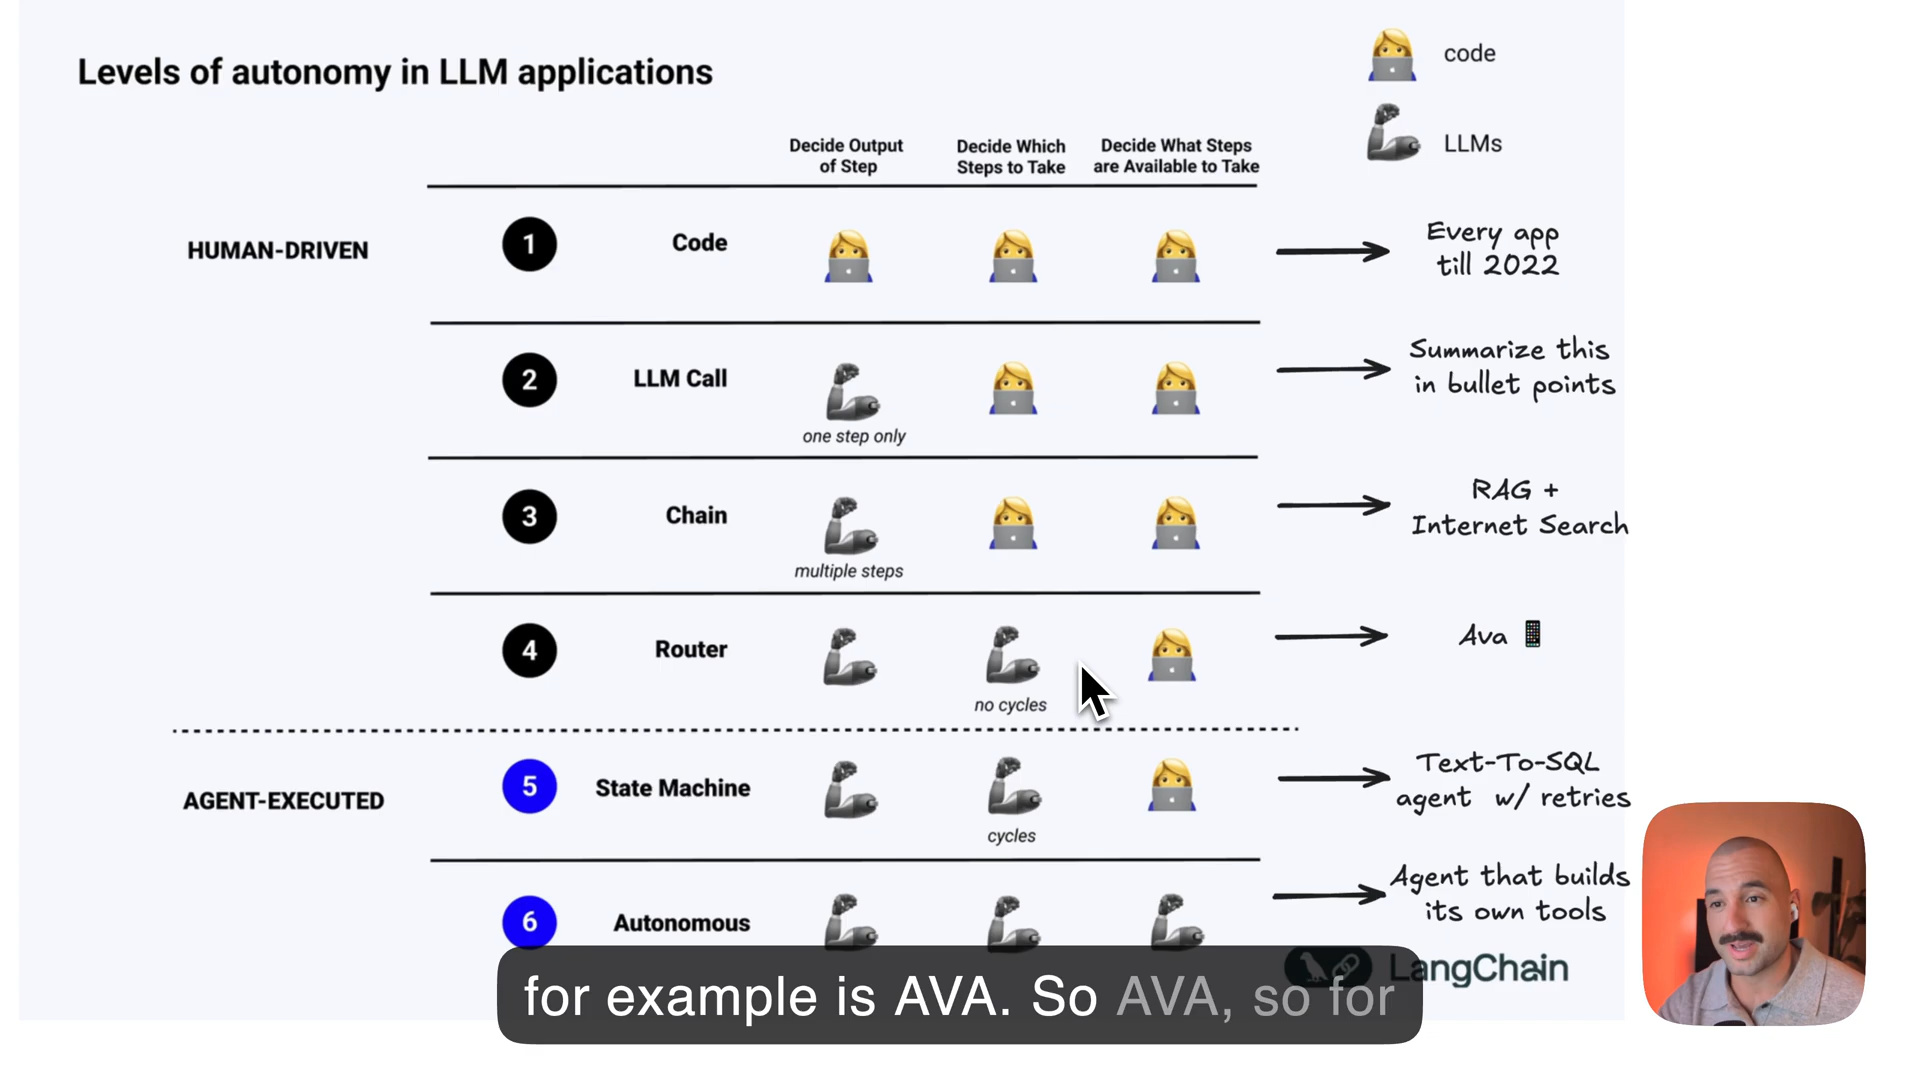 Levels of autonomy in LLM applications
code
LLMs
Decide Output
of Step
Decide Which
Steps to Take
Decide What Steps
are Available to Take
HUMAN-DRIVEN
1
Code
Every app
till 2022
2
LLM Call
one step only
Summarize this
in bullet points
3
Chain
multiple steps
RAG +
Internet Search
4
Router
no cycles
Ava
AGENT-EXECUTED
5
State Machine
cycles
Text-To-SQL
agent w/ retries
6
Autonomous
Agent that builds
its own tools
LangChain
for example is AVA. So AVA, so for